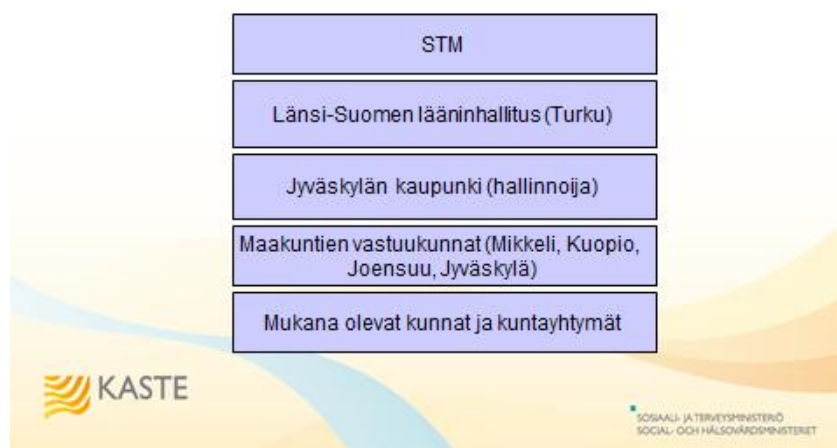 STM
Länsi-Suomen lääninhallitus (Turku)
Jyväskylän kaupunki (hallinnoija)
Maakuntien vastuukunnat (Mikkeli, Kuopio,
Joensuu, Jyväskylä)
Mukana olevat kunnat ja kuntayhtymät
KASTE
SOSIAALI- JA TERVEYSMINISTERIÖ
SOCIAL- OCH HÄLSOVÅRDSMINISTERIET